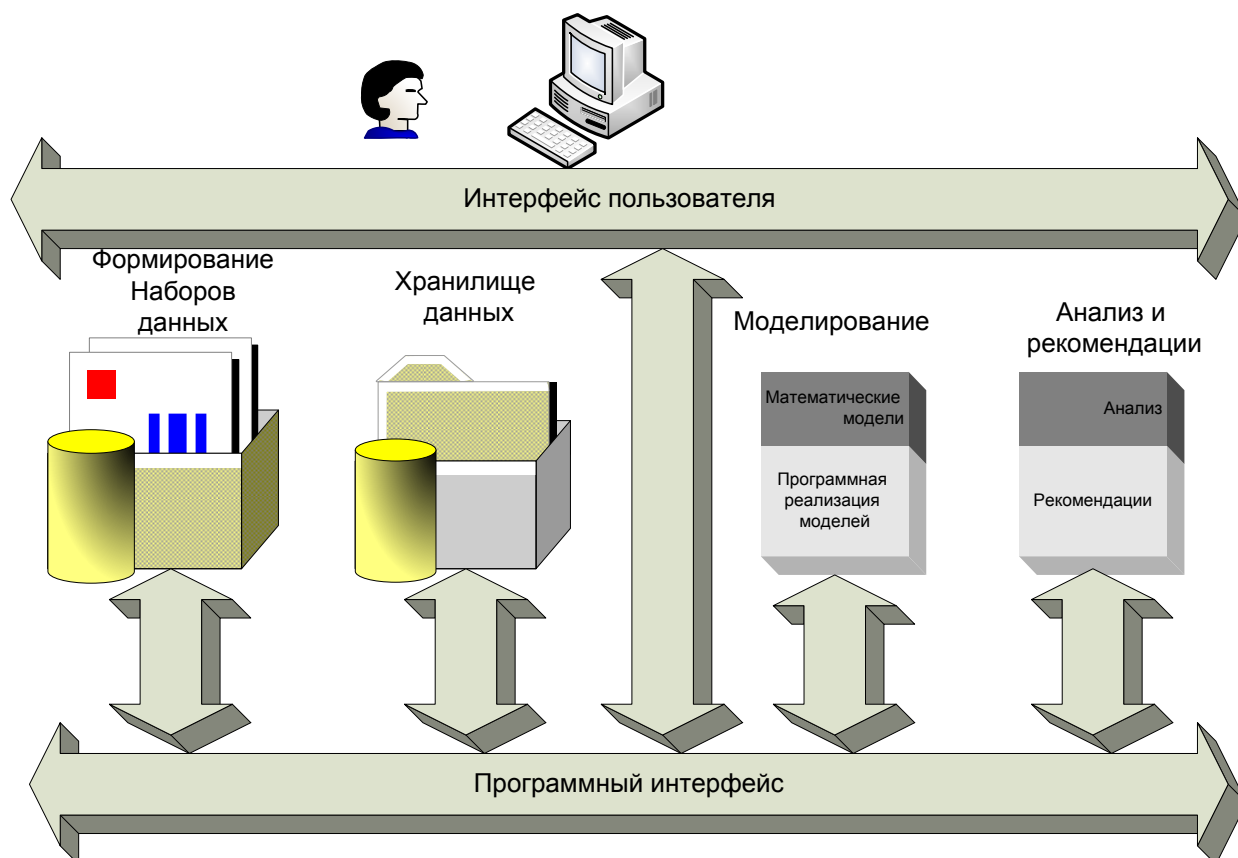 Интерфейс пользователя
Формирование
Наборов
данных
Хранилище
данных
Моделирование
Анализ и
рекомендации
Математические
модели
Программная
реализация
моделей
Анализ
Рекомендации
Программный интерфейс